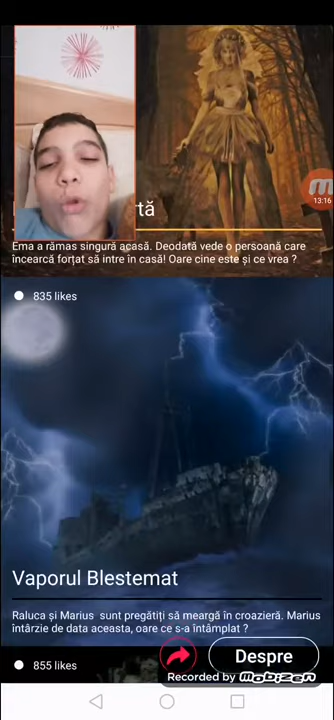 tă
13:16
Ema a rămas singură acasă. Deodată vede o persoană care
încearcă forțat să intre în casă! Oare cine este și ce vrea ?
835 likes
Vaporul Blestemat
Raluca și Marius sunt pregătiți să meargă în croazieră. Marius
întârzie de data aceasta, oare ce s-a întâmplat ?
855 likes
Despre
Recorded by mobizen